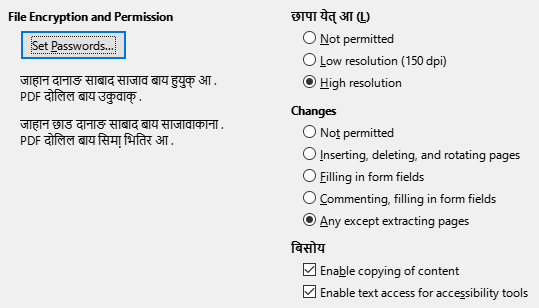 File Encryption and Permission
Set Passwords...
जाहान दानाङ साबाद साजाव बाय हुयुक् आ .
PDF दोलिल बाय उकुवाक् .
जाहान छाड दानाङ साबाद बाय साजावाकाना .
PDF दोलिल बाय सिमा़ भितिर आ .
छापा येत् आ (L)
Not permitted
Low resolution (150 dpi)
High resolution
Changes
Not permitted
Inserting, deleting, and rotating pages
Filling in form fields
Commenting, filling in form fields
Any except extracting pages
बिसोय
Enable copying of content
Enable text access for accessibility tools